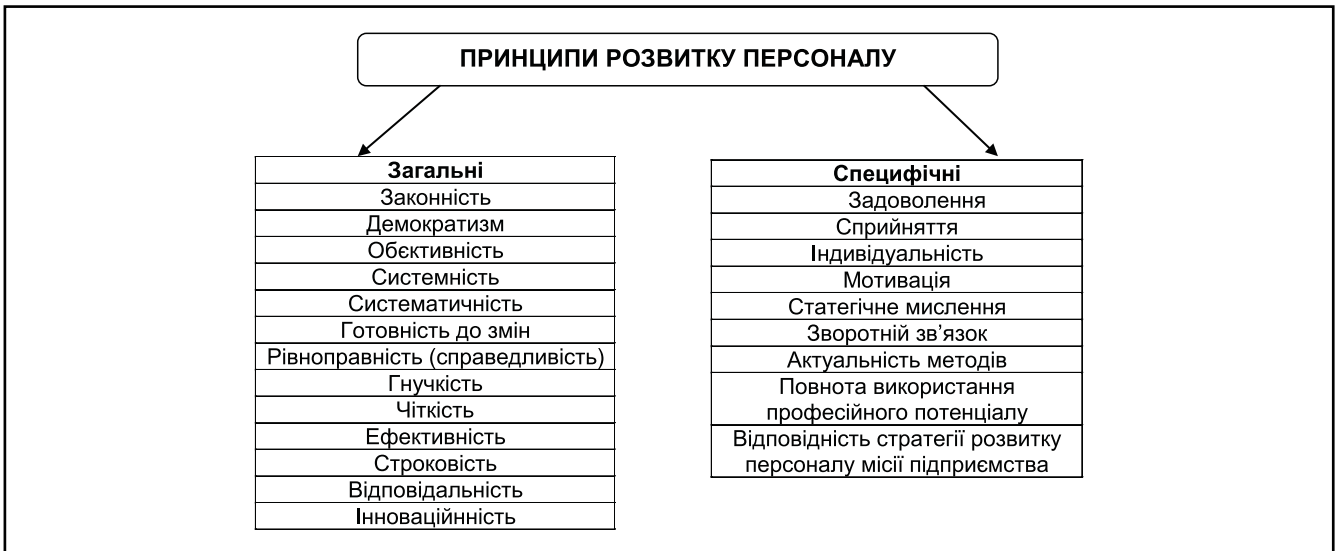 ПРИНЦИПИ РОЗВИТКУ ПЕРСОНАЛУ
Загальні
Законність
Демократизм
Обєктивність
Системність
Систематичність
Готовність до змін
Рівноправність (справедливість)
Гнучкість
Чіткість
Ефективність
Строковість
Відповідальність
Інноваційнність
Специфічні
Задоволення
Сприйняття
Індивідуальність
Мотивація
Статегічне мислення
Зворотній зв’язок
Актуальність методів
Повнота використання
професійного потенціалу
Відповідність стратегії розвитку
персоналу місії підприємства